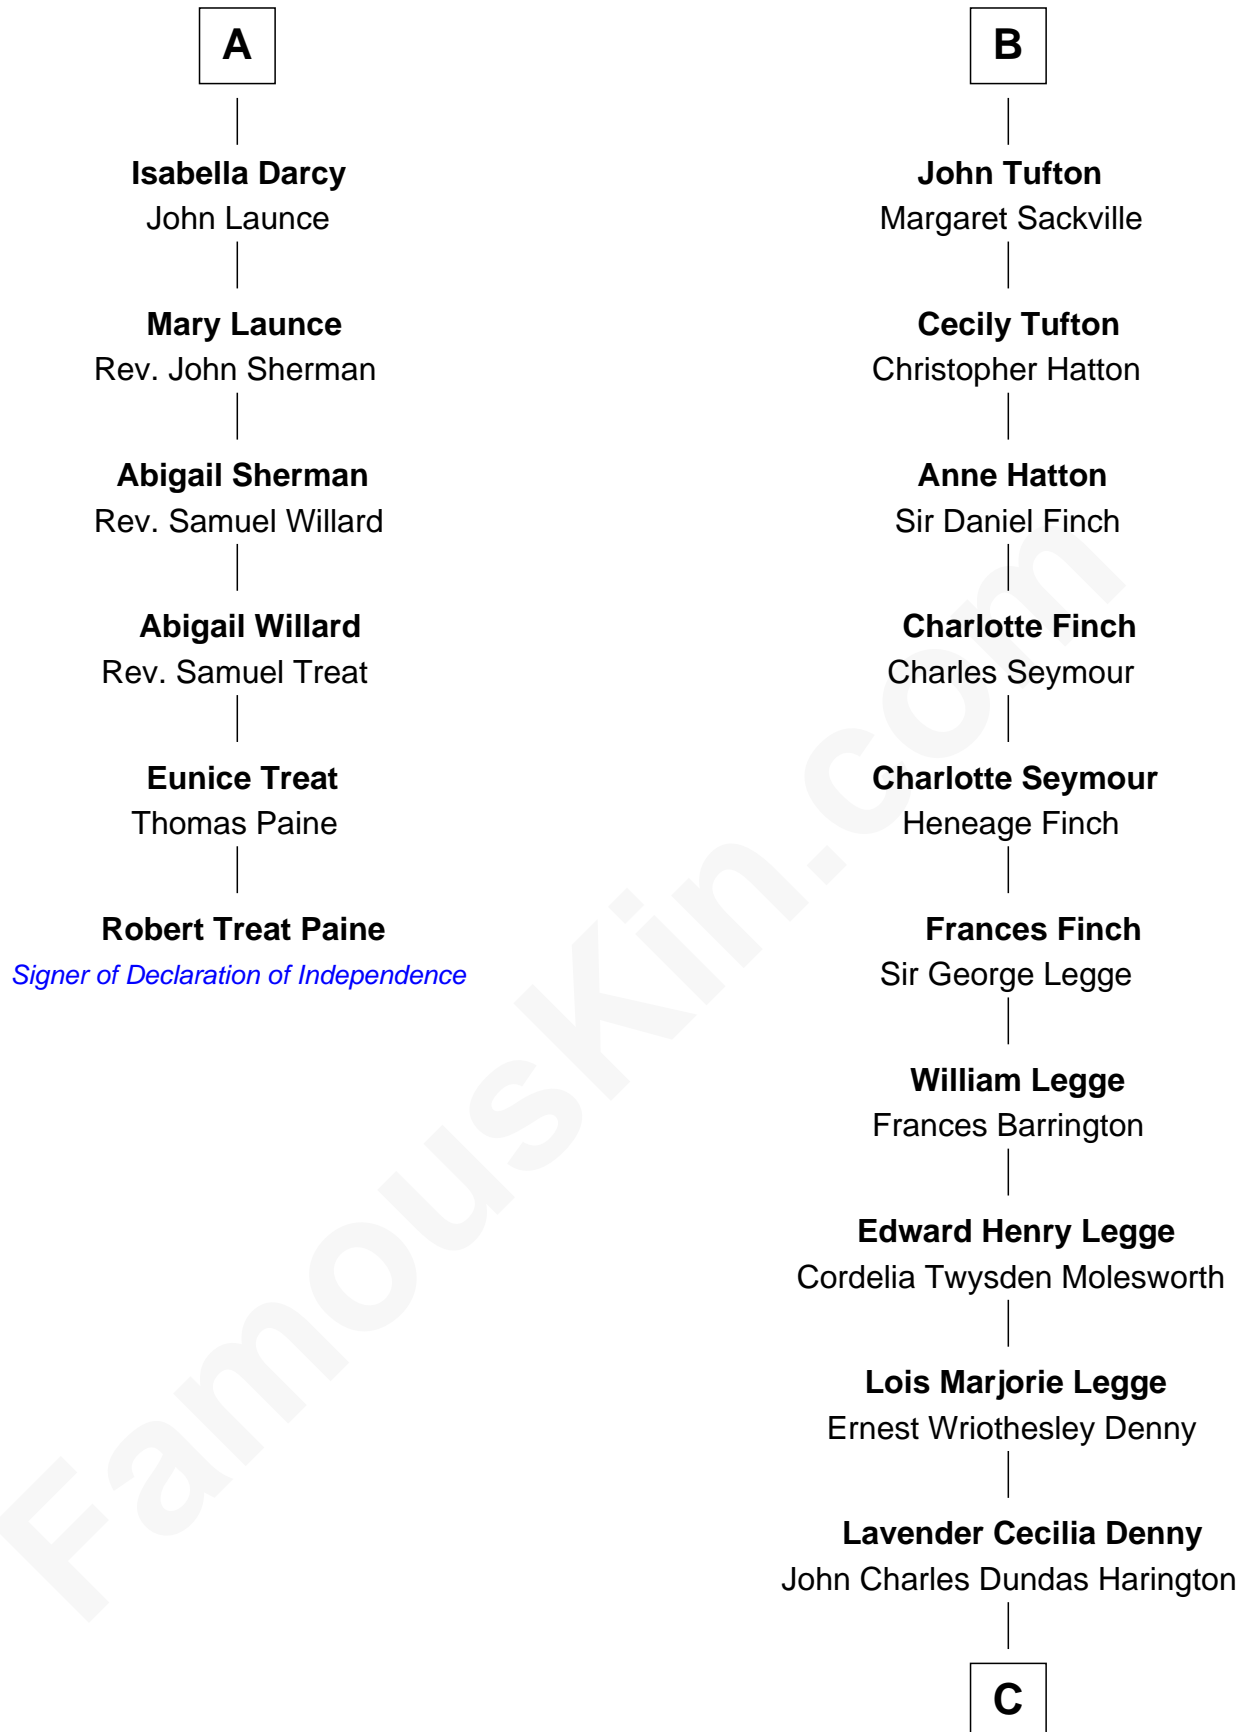 A
Isabella Darcy
John Launce
Mary Launce
Rev. John Sherman
Abigail Sherman
Rev. Samuel Willard
Abigail Willard
Rev. Samuel Treat
Eunice Treat
Thomas Paine
Robert Treat Paine
Signer of Declaration of Independence
B
John Tufton
Margaret Sackville
Cecily Tufton
Christopher Hatton
Anne Hatton
Sir Daniel Finch
Charlotte Finch
Charles Seymour
Charlotte Seymour
Heneage Finch
Frances Finch
Sir George Legge
William Legge
Frances Barrington
Edward Henry Legge
Cordelia Twysden Molesworth
Lois Marjorie Legge
Ernest Wriothesley Denny
Lavender Cecilia Denny
John Charles Dundas Harington
C
FamousKin.com